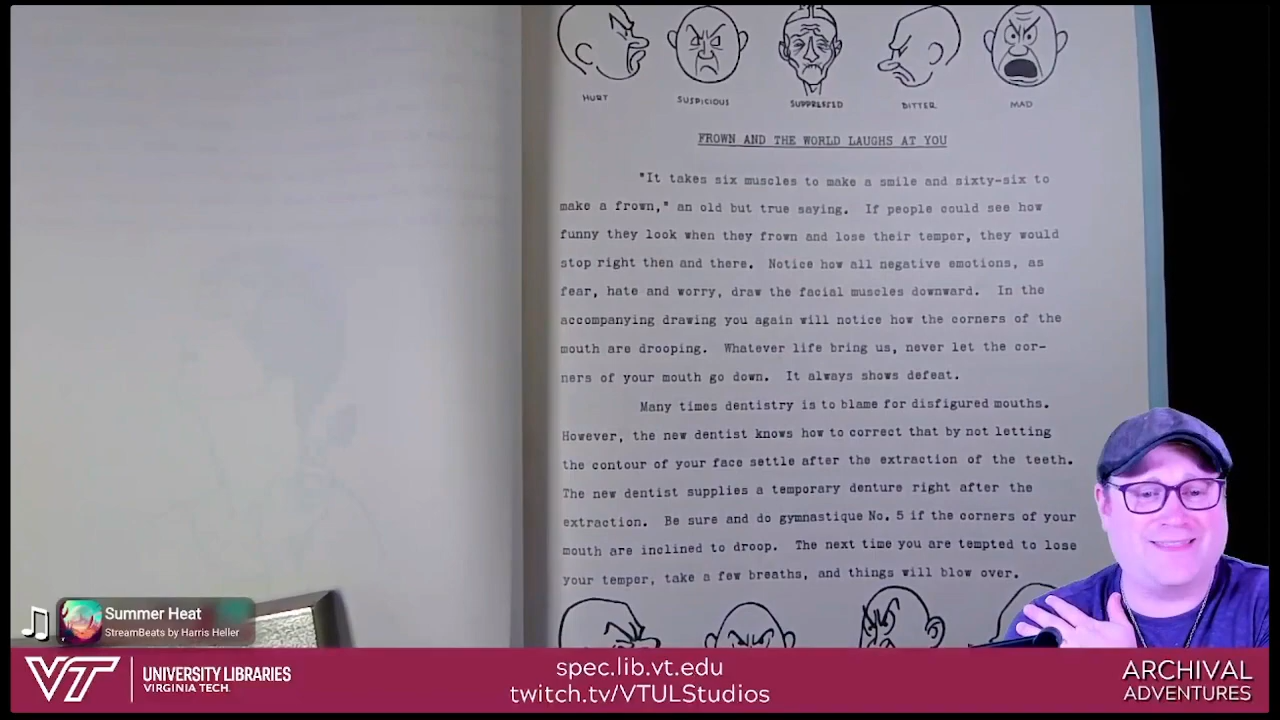 HURT
SUSPICIOUS
SUPPRESSED
BITTER
MAD
FROWN AND THE WORLD LAUGHS AT YOU
"It takes six muscles to make a smile and sixty-six to
make a frown," an old but true saying. If people could see how
funny they look when they frown and lose their temper, they would
stop right then and there. Notice how all negative emotions, as
fear, hate and worry, draw the facial muscles downward. In the
accompanying drawing you again will notice how the corners of the
mouth are drooping. Whatever life bring us, never let the cor-
ners of your mouth go down. It always shows defeat.
Many times dentistry is to blame for disfigured mouths.
However, the new dentist knows how to correct that by not letting
the contour of your face settle after the extraction of the teeth.
The new dentist supplies a temporary denture right after the
extraction. Be sure and do gymnastique No. 5 if the corners of your
mouth are inclined to droop. The next time you are tempted to lose
your temper, take a few breaths, and things will blow over.
Summer Heat
StreamBeats by Harris Heller
VT
UNIVERSITY LIBRARIES
VIRGINIA TECH.
spec.lib.vt.edu
twitch.tv/VTULStudios
ARCHIVAL
ADVENTURES